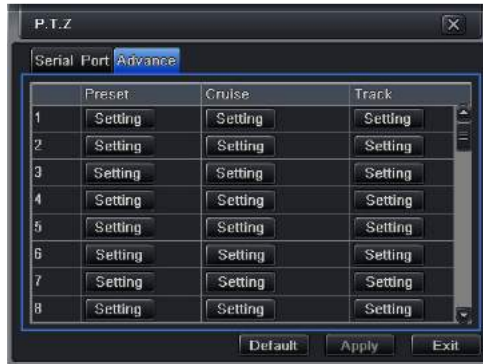 P.T.Z
Serial Port Advance
Preset Cruise Track
1 Setting Setting Setting
2 Setting Setting Setting
3 Setting Setting Setting
4 Setting Setting Setting
5 Setting Setting Setting
6 Setting Setting Setting
7 Setting Setting Setting
8 Setting Setting Setting
Default Apply Exit